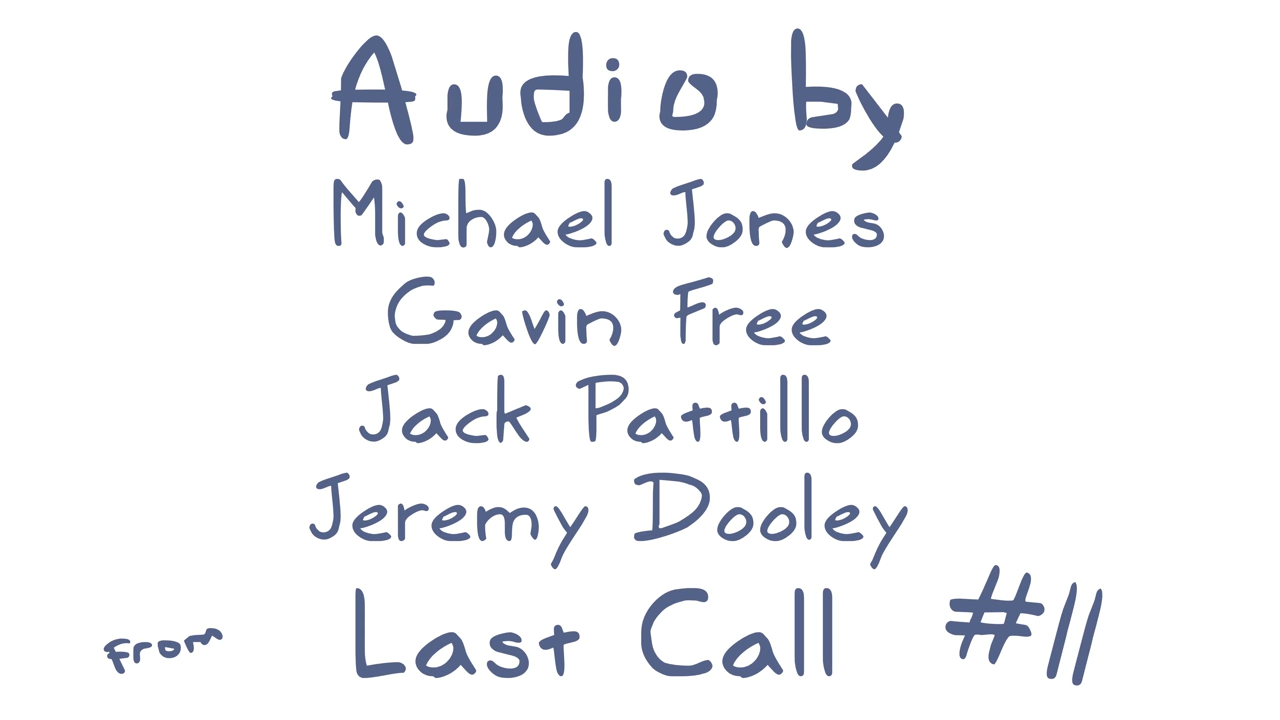 Audio by
Michael Jones
Gavin Free
Jack Pattillo
Jeremy Dooley
from Last Call #11